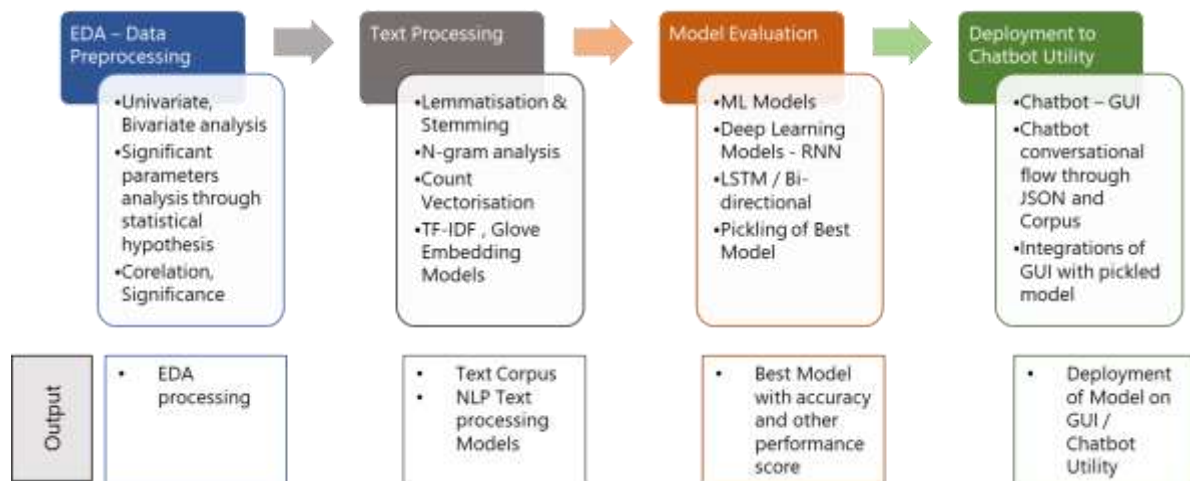 EDA – Data
Preprocessing
•Univariate,
Bivariate analysis
•Significant
parameters
analysis through
statistical
hypothesis
•Corelation,
Significance
Text Processing
•Lemmatisation &
Stemming
•N-gram analysis
•Count
Vectorisation
•TF-IDF , Glove
Embedding
Models
Model Evaluation
•ML Models
•Deep Learning
Models - RNN
•LSTM / Bi-
directional
•Pickling of Best
Model
Deployment to
Chatbot Utility
•Chatbot – GUI
•Chatbot
conversational
flow through
JSON and
Corpus
•Integrations of
GUI with pickled
model
Output
• EDA
processing
• Text Corpus
• NLP Text
processing
Models
• Best Model
with accuracy
and other
performance
score
• Deployment
of Model on
GUI /
Chatbot
Utility